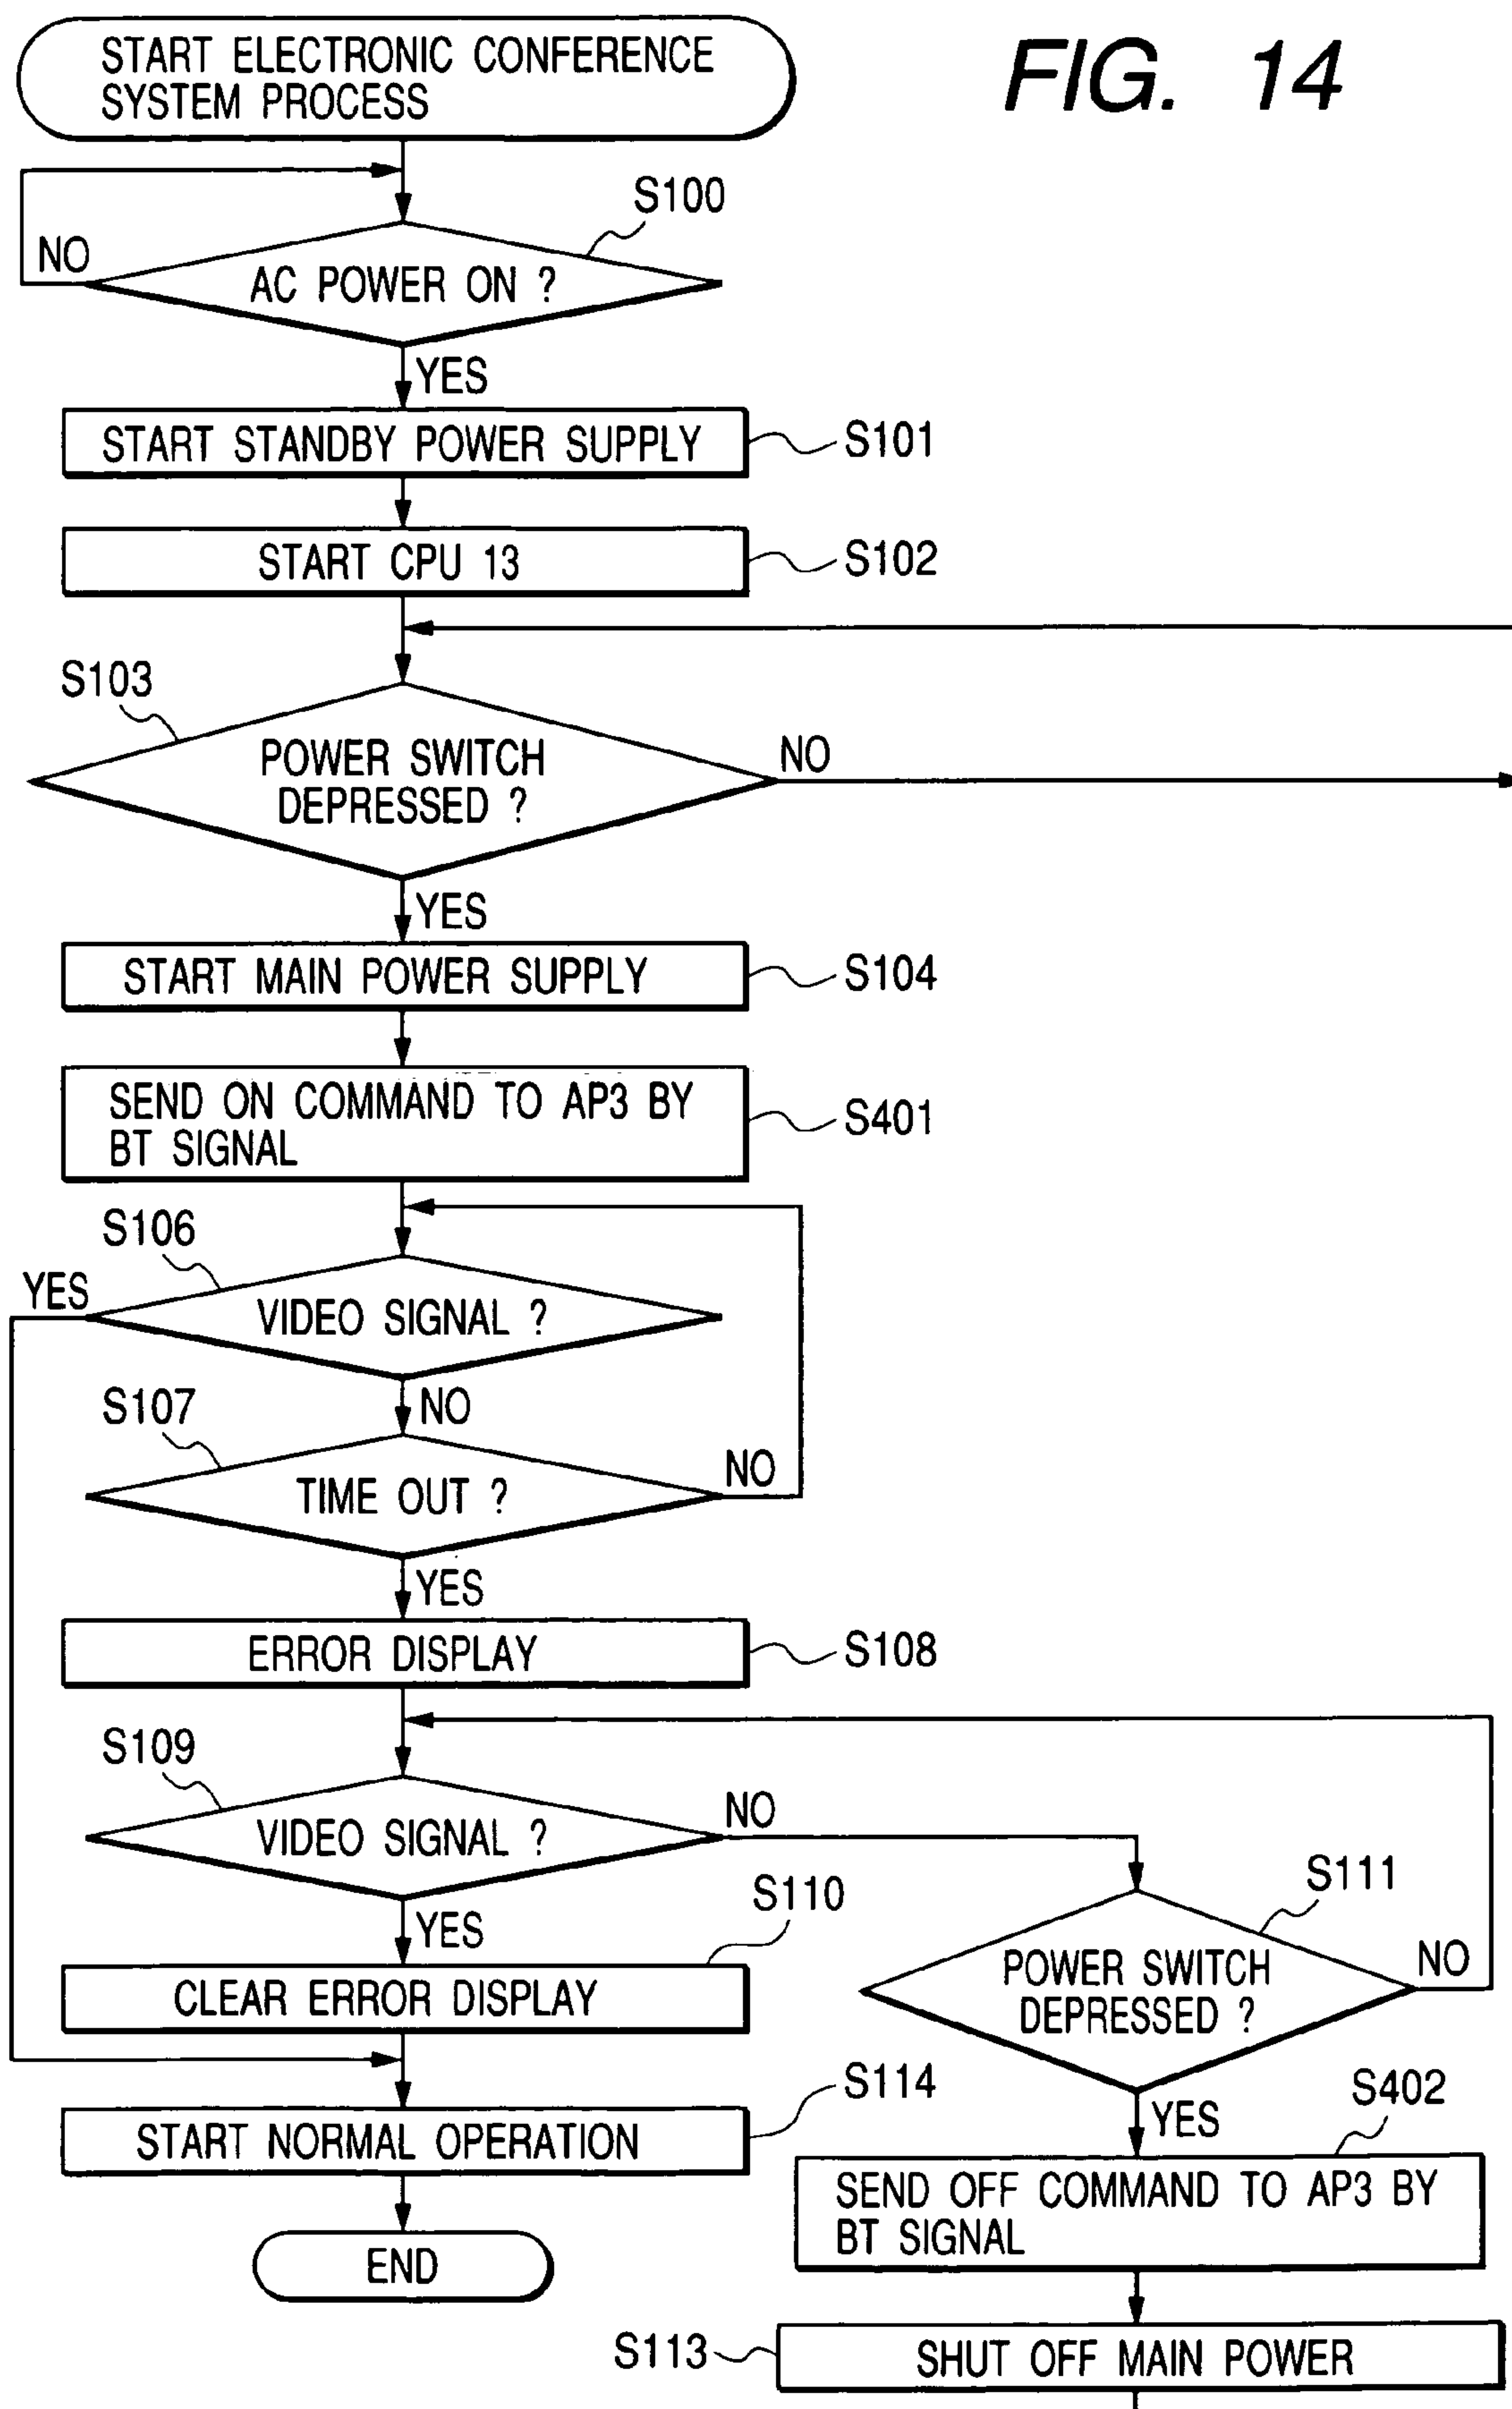 START ELECTRONIC CONFERENCE
SYSTEM PROCESS
FIG. 14
S100
NO
AC POWER ON ?
YES
START STANDBY POWER SUPPLY
S101
START CPU 13
S102
S103
POWER SWITCH
DEPRESSED ?
NO
YES
START MAIN POWER SUPPLY
S104
SEND ON COMMAND TO AP3 BY
BT SIGNAL
S401
S106
YES
VIDEO SIGNAL ?
NO
S107
TIME OUT ?
NO
YES
ERROR DISPLAY
S108
S109
VIDEO SIGNAL ?
NO
YES
S110
CLEAR ERROR DISPLAY
S111
POWER SWITCH
DEPRESSED ?
NO
YES
S114
START NORMAL OPERATION
S402
SEND OFF COMMAND TO AP3 BY
BT SIGNAL
END
S113
SHUT OFF MAIN POWER